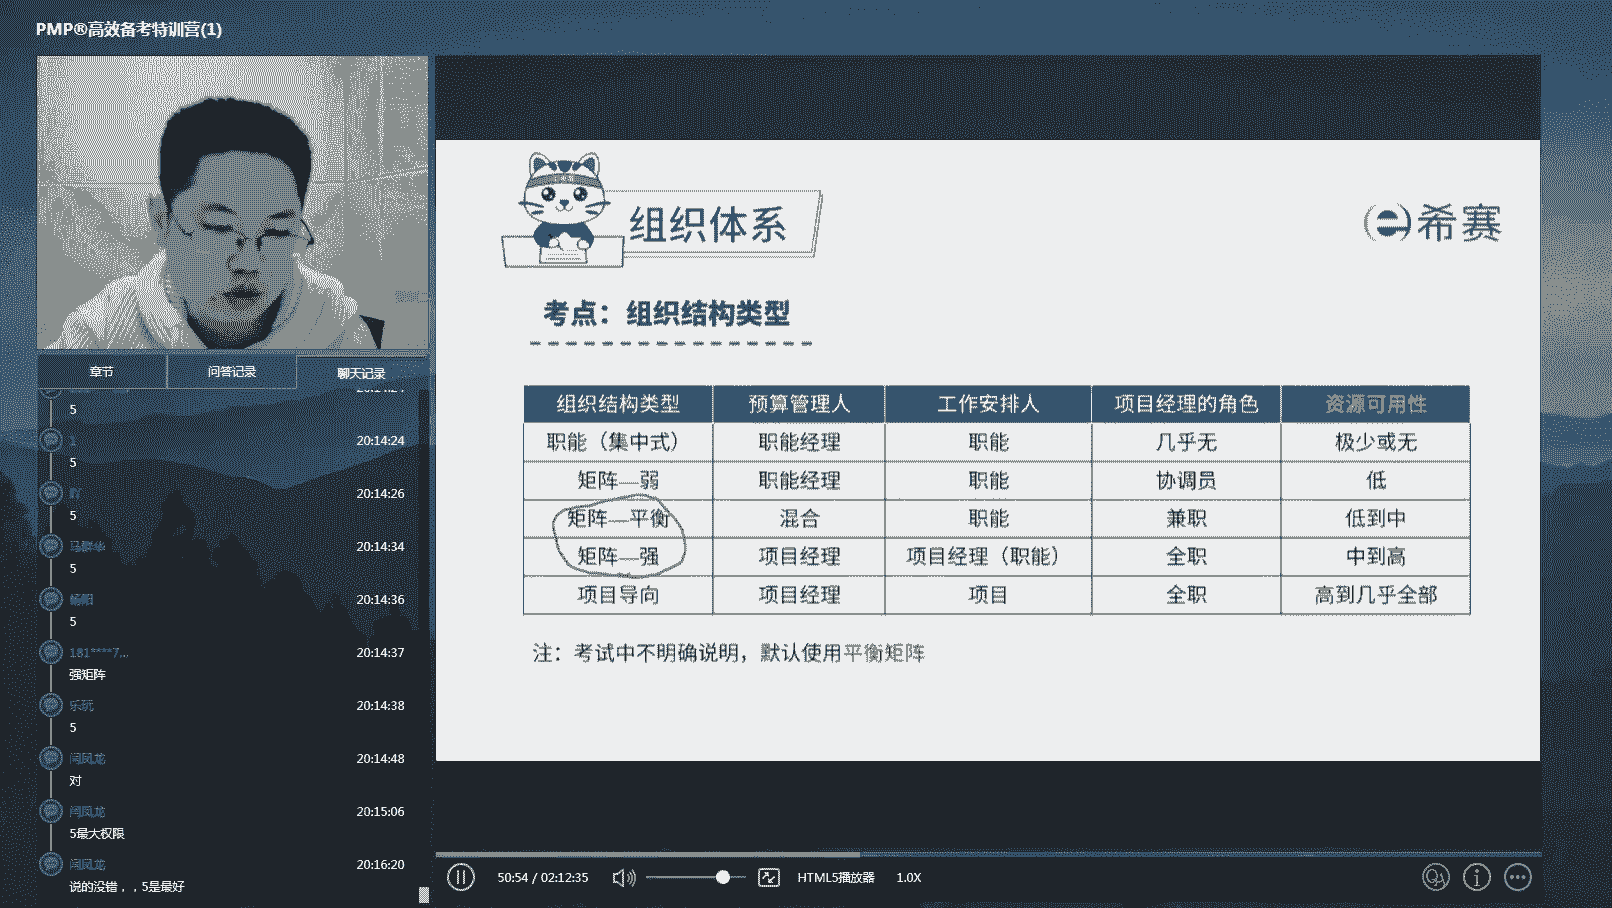 PMP®高效备考特训营(1)
章节 问答记录 聊天记录
5
1 20:14:24
5
20:14:26
5
马群华 20:14:34
5
杨阳 20:14:36
5
181****7... 20:14:37
强矩阵
乐玩 20:14:38
5
闫凤龙 20:14:48
对
闫凤龙 20:15:06
5最大权限
闫凤龙 20:16:20
说的没错，，5是最好
组织体系
希赛
考点：组织结构类型
组织结构类型 预算管理人 工作安排人 项目经理的角色 资源可用性
职能（集中式） 职能经理 职能 几乎无 极少或无
矩阵—弱 职能经理 职能 协调员 低
矩阵—平衡 混合 职能 兼职 低到中
矩阵—强 项目经理 项目经理（职能） 全职 中到高
项目导向 项目经理 项目 全职 高到几乎全部
注：考试中不明确说明，默认使用平衡矩阵
50:54 / 02:12:35 HTML5播放器 1.0X